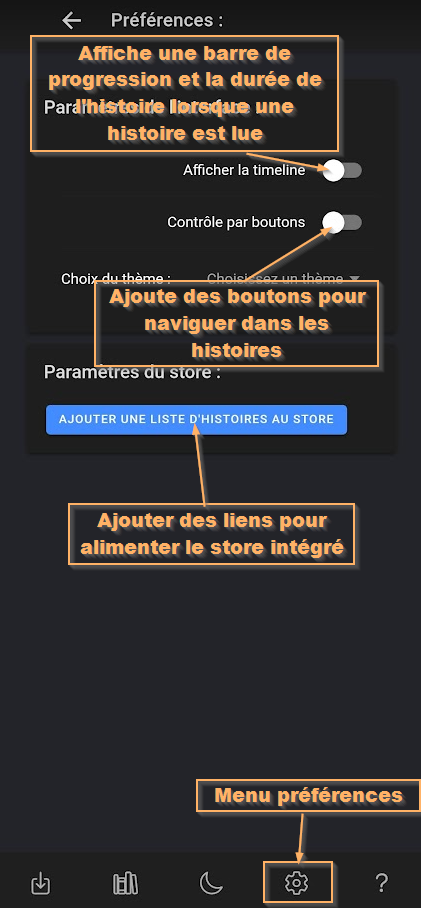 Préférences :
Affiche une barre de
progression et la durée de
l'histoire lorsque une
histoire est lue
Afficher la timeline
Contrôle par boutons
Choix du thème :
Choisissez un thème
Ajoute des boutons pour
naviguer dans les
histoires
Paramètres du store :
AJOUTER UNE LISTE D'HISTOIRES AU STORE
Ajouter des liens pour
alimenter le store intégré
Menu préférences
?